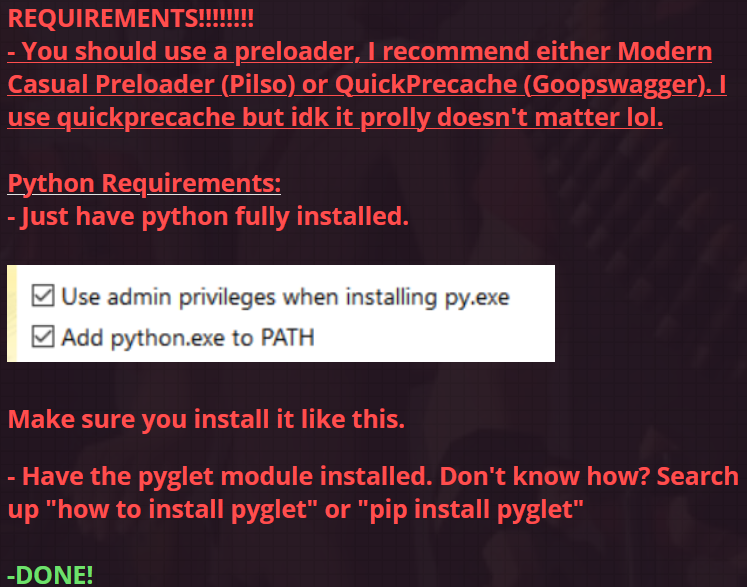 REQUIREMENTS!!!!!!!!
- You should use a preloader, I recommend either Modern
Casual Preloader (Pilso) or QuickPrecache (Goopswagger). I
use quickprecache but idk it prolly doesn't matter lol.
Python Requirements:
- Just have python fully installed.
Use admin privileges when installing py.exe
Add python.exe to PATH
Make sure you install it like this.
- Have the pyglet module installed. Don't know how? Search
up "how to install pyglet" or "pip install pyglet"
-DONE!